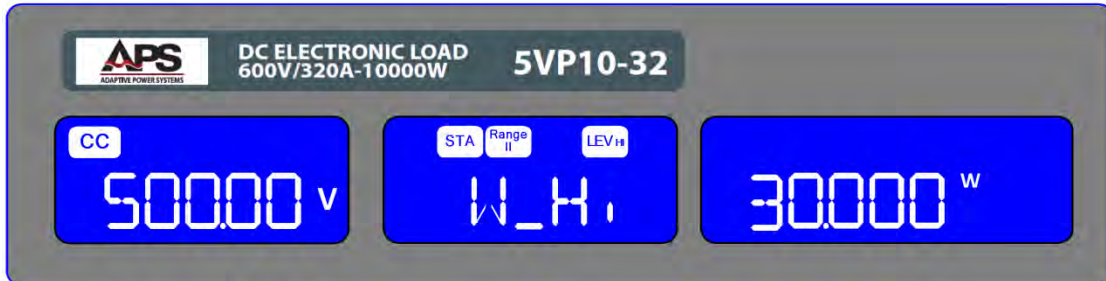 APS
ADAPTIVE POWER SYSTEMS
DC ELECTRONIC LOAD
600V/320A-10000W
5VP10-32
CC
500.00 V
STA Range II LEV HI
W_Hi
30.000 W